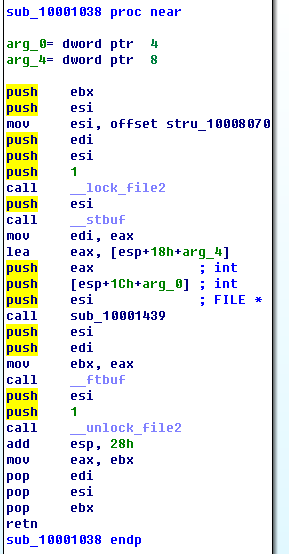 sub_10001038 proc near
arg_0= dword ptr 4
arg_4= dword ptr 8
push ebx
push esi
mov esi, offset stru_10008070
push edi
push esi
push 1
call __lock_file2
push esi
call __stbuf
mov edi, eax
lea eax, [esp+18h+arg_4]
push eax ; int
push [esp+1Ch+arg_0] ; int
push esi ; FILE *
call sub_10001439
push esi
push edi
mov ebx, eax
call __ftbuf
push esi
push 1
call __unlock_file2
add esp, 28h
mov eax, ebx
pop edi
pop esi
pop ebx
retn
sub_10001038 endp